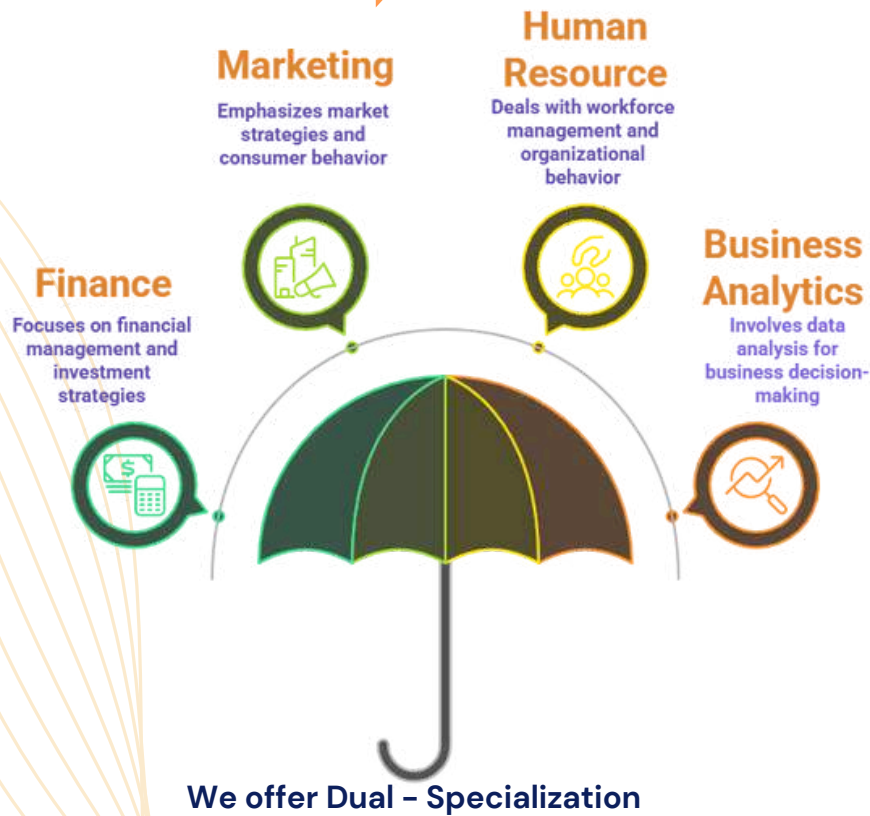 Marketing
Emphasizes market
strategies and
consumer behavior
Human
Resource
Deals with workforce
management and
organizational
behavior
Finance
Focuses on financial
management and
investment
strategies
$
Business
Analytics
Involves data
analysis for
business decision-
making
We offer Dual - Specialization